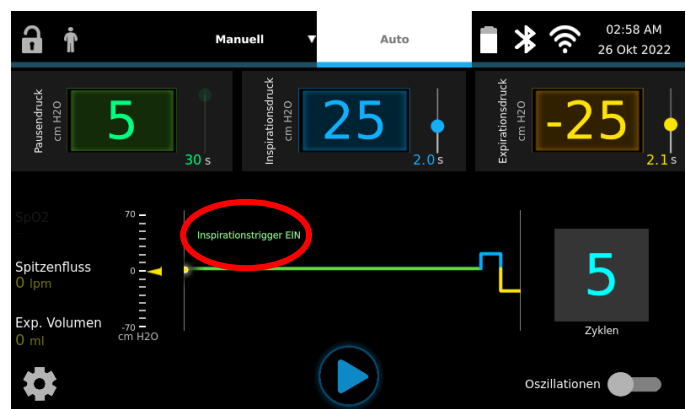 Manuell ▼
Auto
02:58 AM
26 Okt 2022
Pausendruck
cm H2O
5
30 s
Inspirationsdruck
cm H2O
25
2.0 s
Expirationsdruck
cm H2O
-25
2.1 s
SpO2
--
Spitzenfluss
0 lpm
Exp. Volumen
0 ml
70
0
-70
cm H2O
Inspirationstrigger EIN
5
Zyklen
Oszillationen